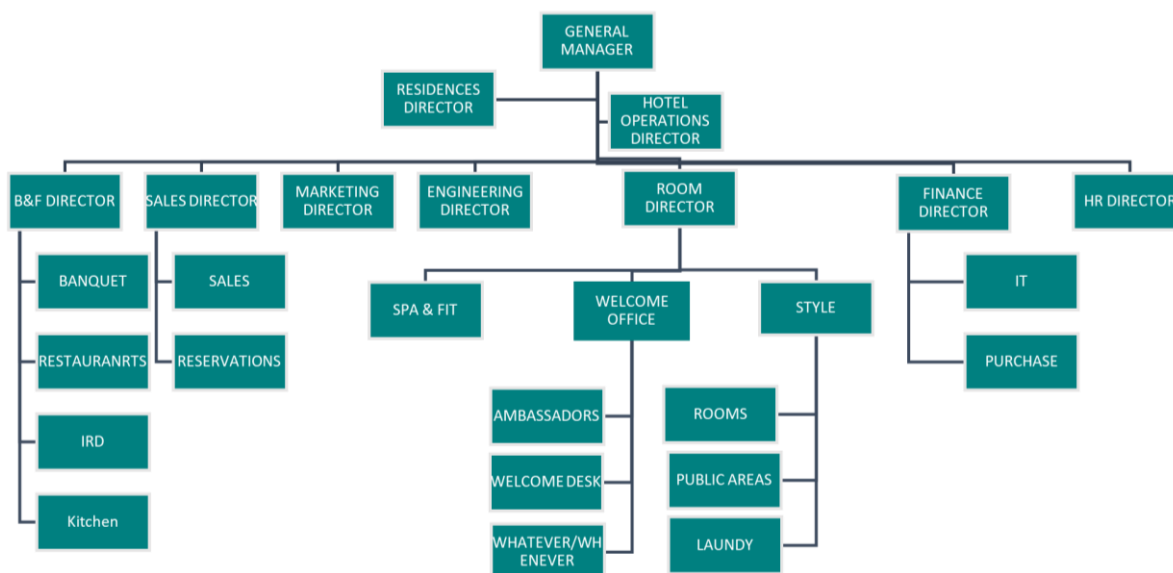 GENERAL
MANAGER
RESIDENCES
DIRECTOR
HOTEL
OPERATIONS
DIRECTOR
B&F DIRECTOR
SALES DIRECTOR
MARKETING
DIRECTOR
ENGINEERING
DIRECTOR
ROOM
DIRECTOR
FINANCE
DIRECTOR
HR DIRECTOR
BANQUET
SALES
SPA & FIT
WELCOME
OFFICE
STYLE
IT
RESTAURANRTS
RESERVATIONS
PURCHASE
AMBASSADORS
ROOMS
IRD
WELCOME DESK
PUBLIC AREAS
Kitchen
WHATEVER/WH
ENEVER
LAUNDY